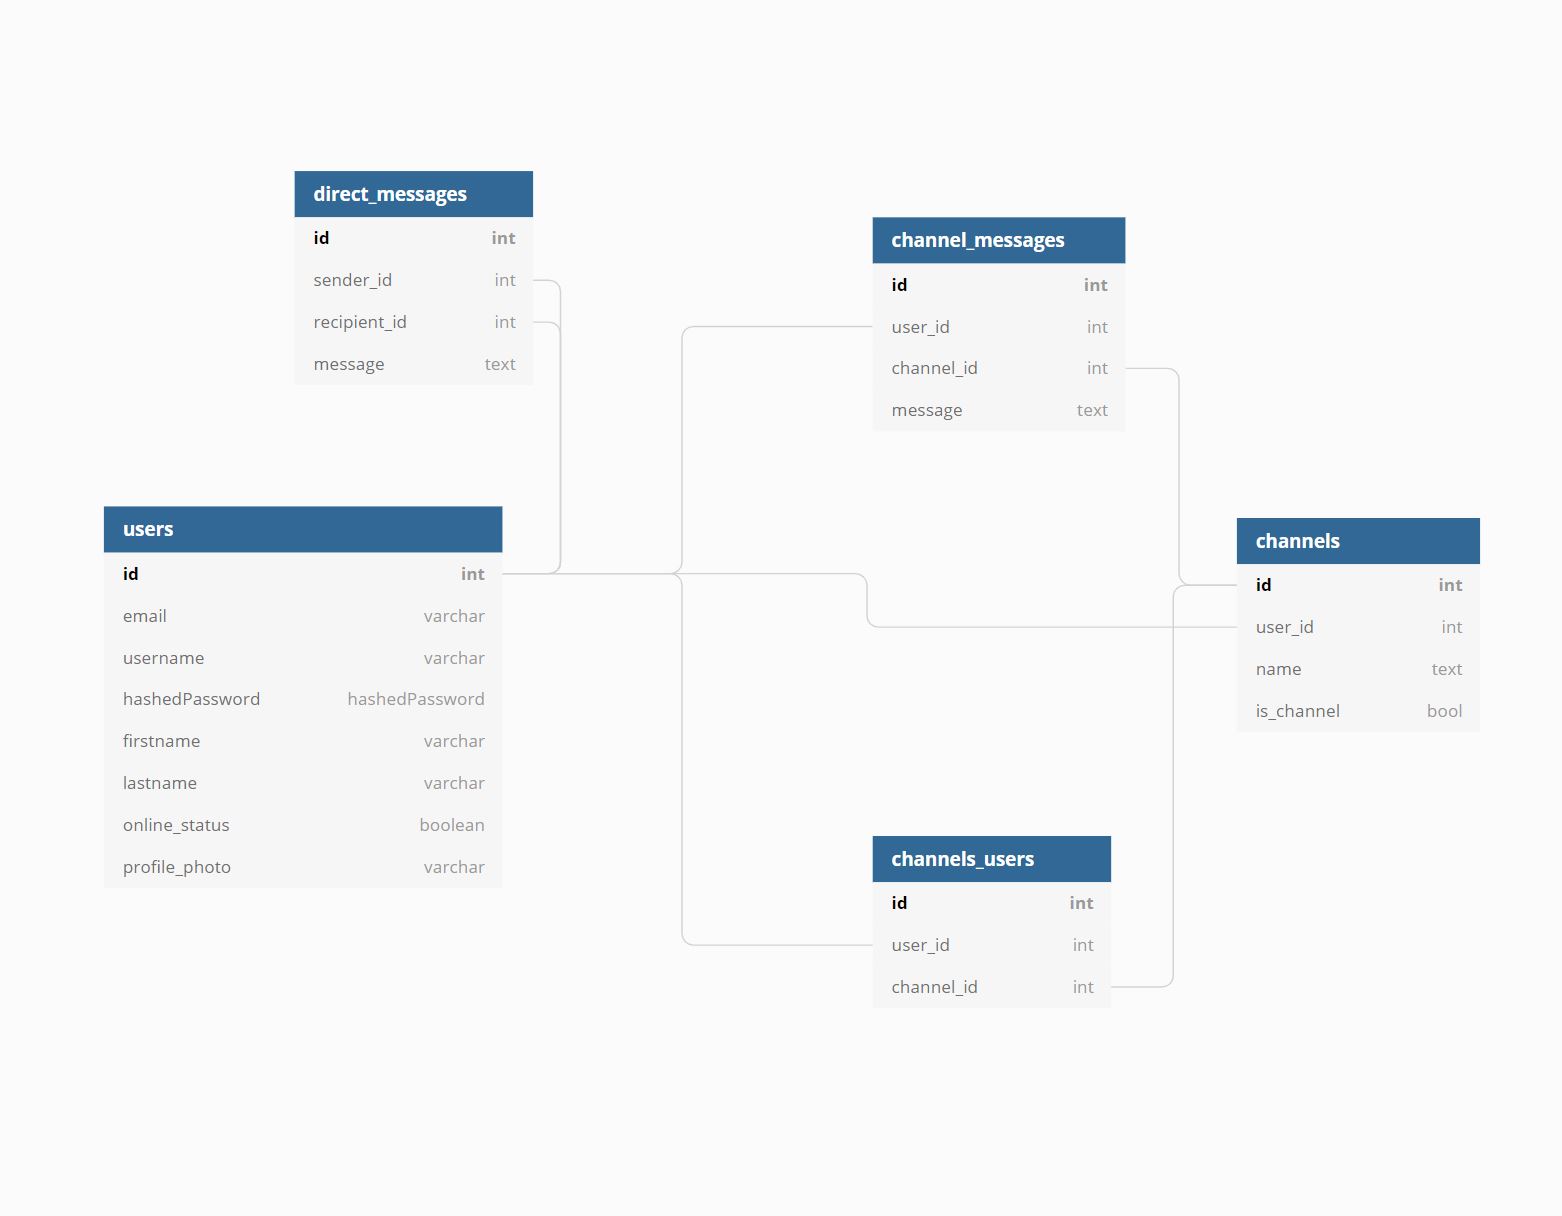 direct_messages
id int
sender_id int
recipient_id int
message text
channel_messages
id int
user_id int
channel_id int
message text
users
id int
email varchar
username varchar
hashedPassword hashedPassword
firstname varchar
lastname varchar
online_status boolean
profile_photo varchar
channels
id int
user_id int
name text
is_channel bool
channels_users
id int
user_id int
channel_id int